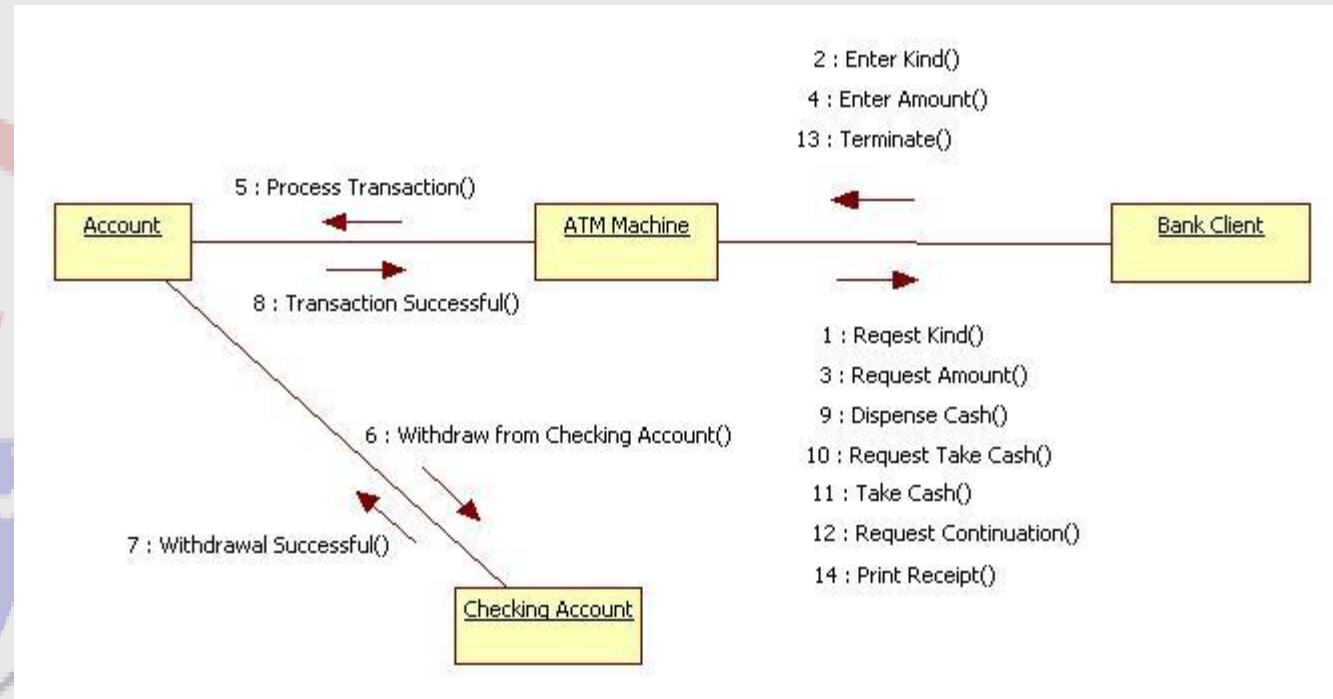 2 : Enter Kind()
4 : Enter Amount()
13 : Terminate()
5 : Process Transaction()
Account
ATM Machine
Bank Client
8 : Transaction Successful()
1 : Reqest Kind()
3 : Request Amount()
9 : Dispense Cash()
6 : Withdraw from Checking Account()
10 : Request Take Cash()
11 : Take Cash()
12 : Request Continuation()
7 : Withdrawal Successful()
14 : Print Receipt()
Checking Account